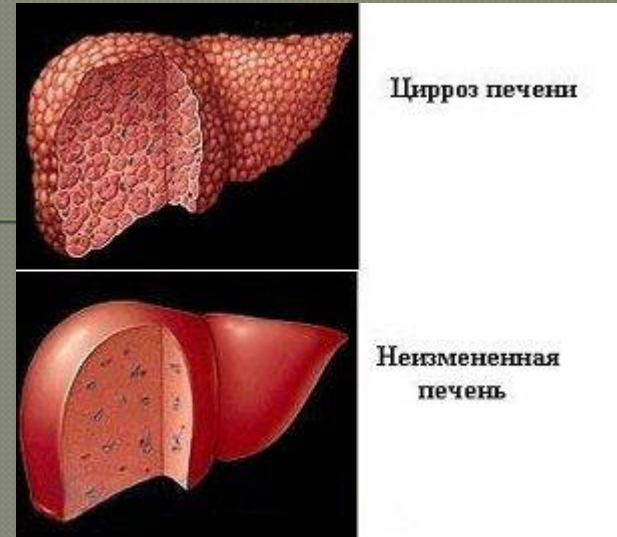 Цирроз печени
Неизмененная
печень